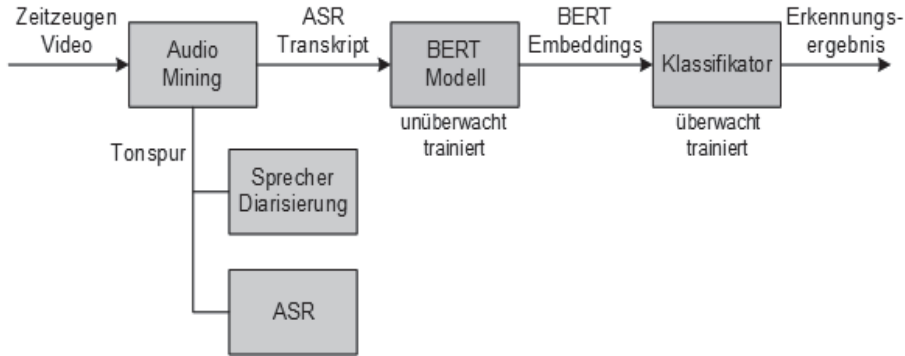 Zeitzeugen
Video
Audio
Mining
ASR
Transkript
BERT
Modell
unüberwacht
trainiert
BERT
Embeddings
Klassifikator
überwacht
trainiert
Erkennungs-
ergebnis
Tonspur
Sprecher
Diarisierung
ASR